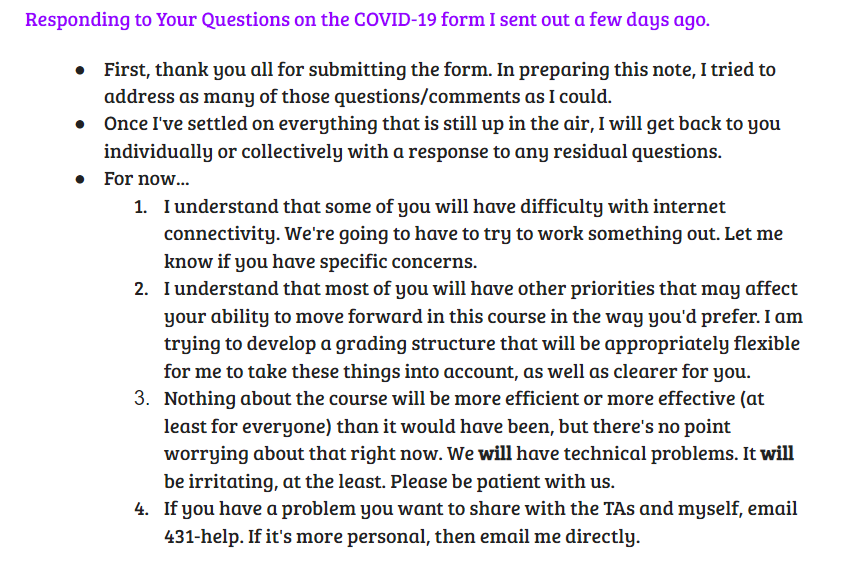 Responding to Your Questions on the COVID-19 form I sent out a few days ago.
● First, thank you all for submitting the form. In preparing this note, I tried to
address as many of those questions/comments as I could.
● Once I've settled on everything that is still up in the air, I will get back to you
individually or collectively with a response to any residual questions.
● For now...
1. I understand that some of you will have difficulty with internet
connectivity. We're going to have to try to work something out. Let me
know if you have specific concerns.
2. I understand that most of you will have other priorities that may affect
your ability to move forward in this course in the way you'd prefer. I am
trying to develop a grading structure that will be appropriately flexible
for me to take these things into account, as well as clearer for you.
3. Nothing about the course will be more efficient or more effective (at
least for everyone) than it would have been, but there's no point
worrying about that right now. We will have technical problems. It will
be irritating, at the least. Please be patient with us.
4. If you have a problem you want to share with the TAs and myself, email
431-help. If it's more personal, then email me directly.